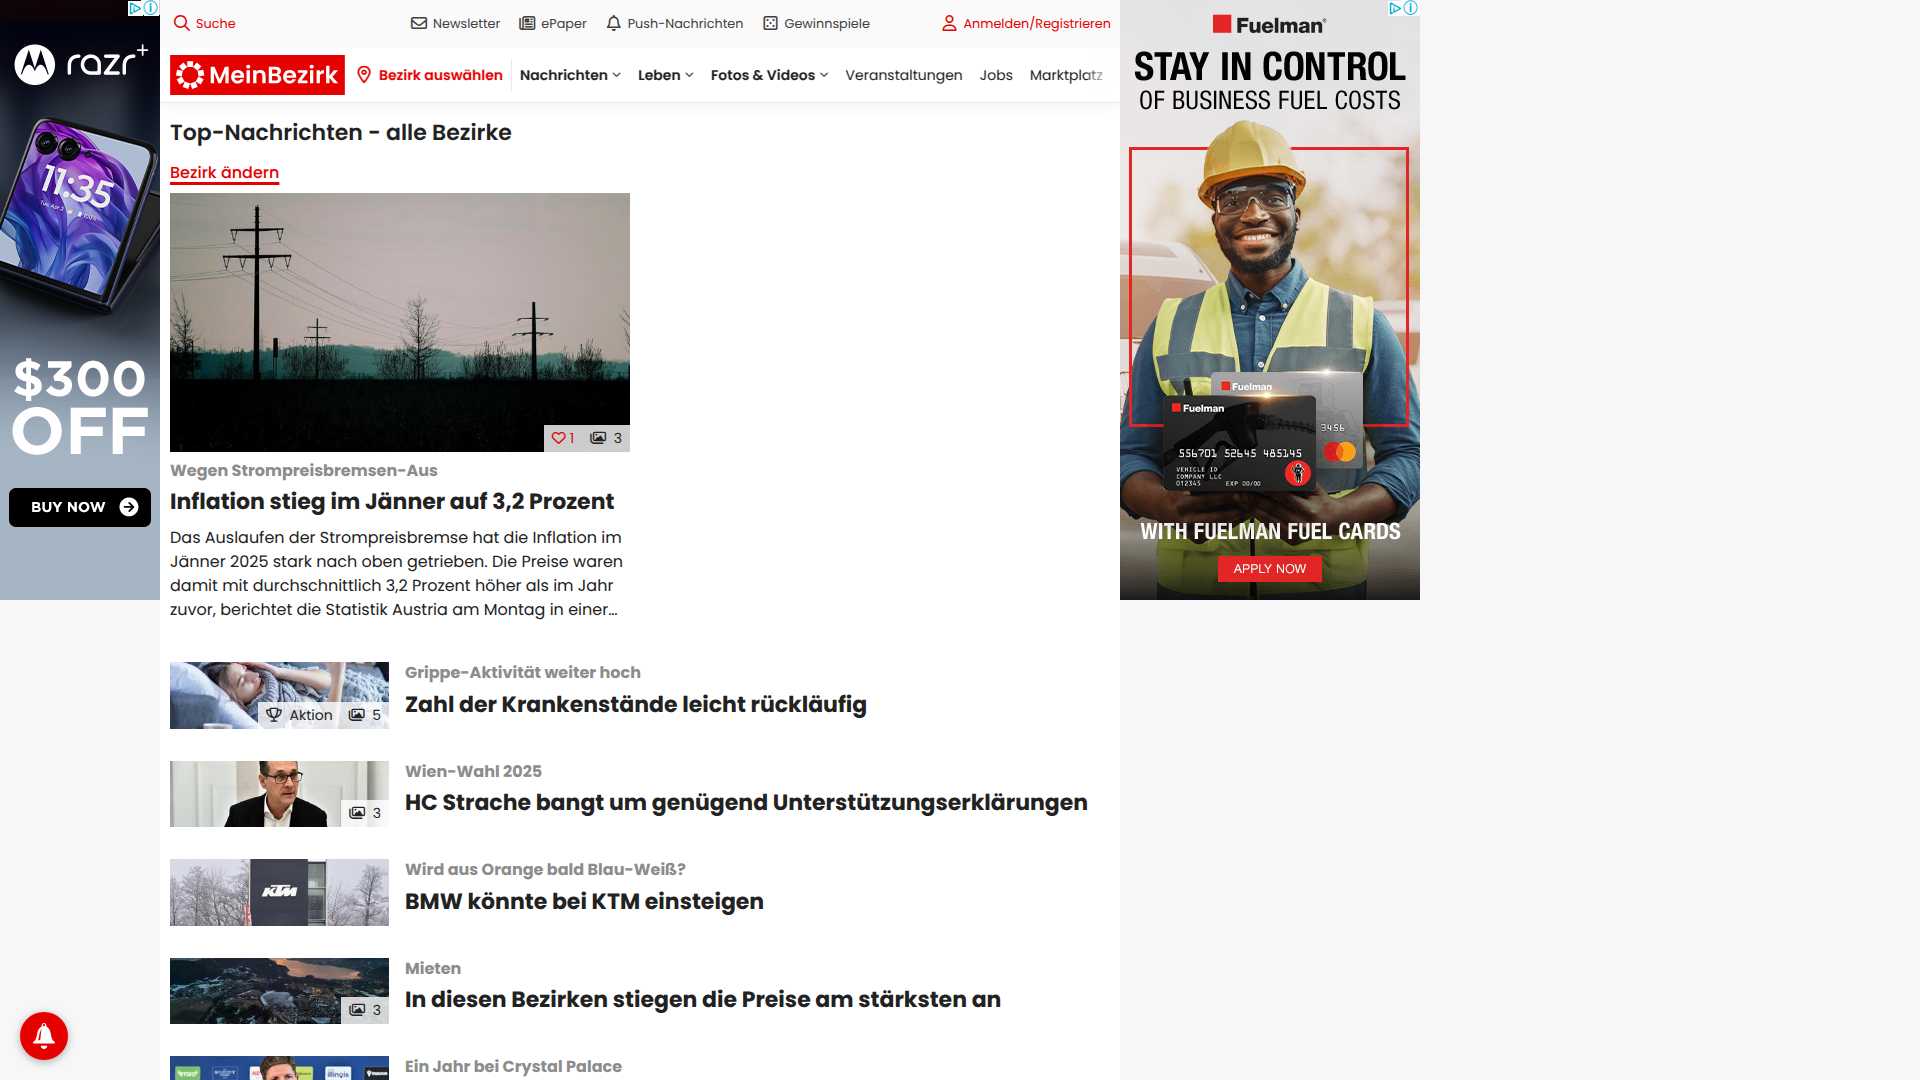 Suche
Newsletter
ePaper
Push-Nachrichten
Gewinnspiele
Anmelden/Registrieren
MeinBezirk
Bezirk auswählen
Nachrichten
Leben
Fotos & Videos
Veranstaltungen
Jobs
Marktplatz
Top-Nachrichten - alle Bezirke
Bezirk ändern
1
3
Wegen Strompreisbremsen-Aus
Inflation stieg im Jänner auf 3,2 Prozent
Das Auslaufen der Strompreisbremse hat die Inflation im
Jänner 2025 stark nach oben getrieben. Die Preise waren
damit mit durchschnittlich 3,2 Prozent höher als im Jahr
zuvor, berichtet die Statistik Austria am Montag in einer...
Aktion
5
Grippe-Aktivität weiter hoch
Zahl der Krankenstände leicht rückläufig
3
Wien-Wahl 2025
HC Strache bangt um genügend Unterstützungserklärungen
KTM
Wird aus Orange bald Blau-Weiß?
BMW könnte bei KTM einsteigen
3
Mieten
In diesen Bezirken stiegen die Preise am stärksten an
Ein Jahr bei Crystal Palace
razr+
11:35
$300
OFF
BUY NOW
Fuelman
STAY IN CONTROL
OF BUSINESS FUEL COSTS
Fuelman
Fuelman
3456
556701 52645 485145
VEHICLE ID
COMPANY LLC
012345 EXP 00/00
WITH FUELMAN FUEL CARDS
APPLY NOW